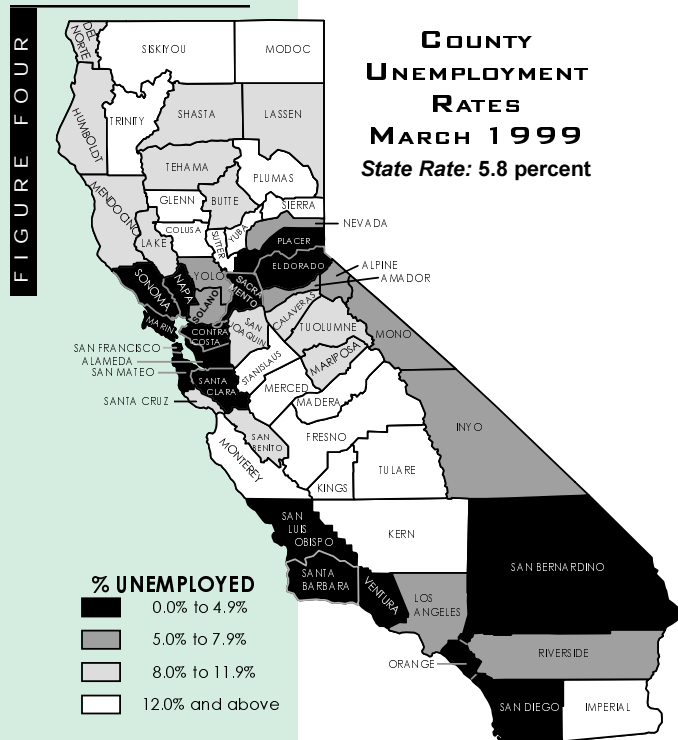 FIGURE FOUR
COUNTY
UNEMPLOYMENT
RATES
MARCH 1999
State Rate: 5.8 percent
DEL
NORTE
SISKIYOU
MODOC
HUMBOLDT
TRINITY
SHASTA
LASSEN
TEHAMA
PLUMAS
MENDOCINO
GLENN
BUTTE
SIERRA
LAKE
COLUSA
SUTTER
YUBA
NEVADA
PLACER
EL DORADO
ALPINE
AMADOR
SONOMA
NAPA
YOLO
SOLANO
SACRA
MENTO
MARIN
CONTRA
COSTA
SAN
JOAQUIN
CALAVERAS
TUOLUMNE
MONO
SAN FRANCISCO
ALAMEDA
SAN MATEO
SANTA
CLARA
STANISLAUS
MARIPOSA
SANTA CRUZ
MERCED
MADERA
SAN
BENITO
FRESNO
INYO
MONTEREY
KINGS
TULARE
SAN
LUIS
OBISPO
KERN
SAN BERNARDINO
SANTA
BARBARA
VENTURA
LOS
ANGELES
ORANGE
RIVERSIDE
SAN DIEGO
IMPERIAL
% UNEMPLOYED
0.0% to 4.9%
5.0% to 7.9%
8.0% to 11.9%
12.0% and above